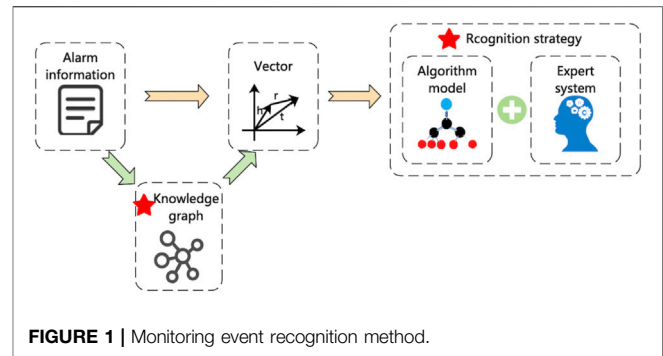 Alarm
information
Vector
h
r
t
Rcognition strategy
Algorithm
model
Expert
system
Knowledge
graph
FIGURE 1 | Monitoring event recognition method.